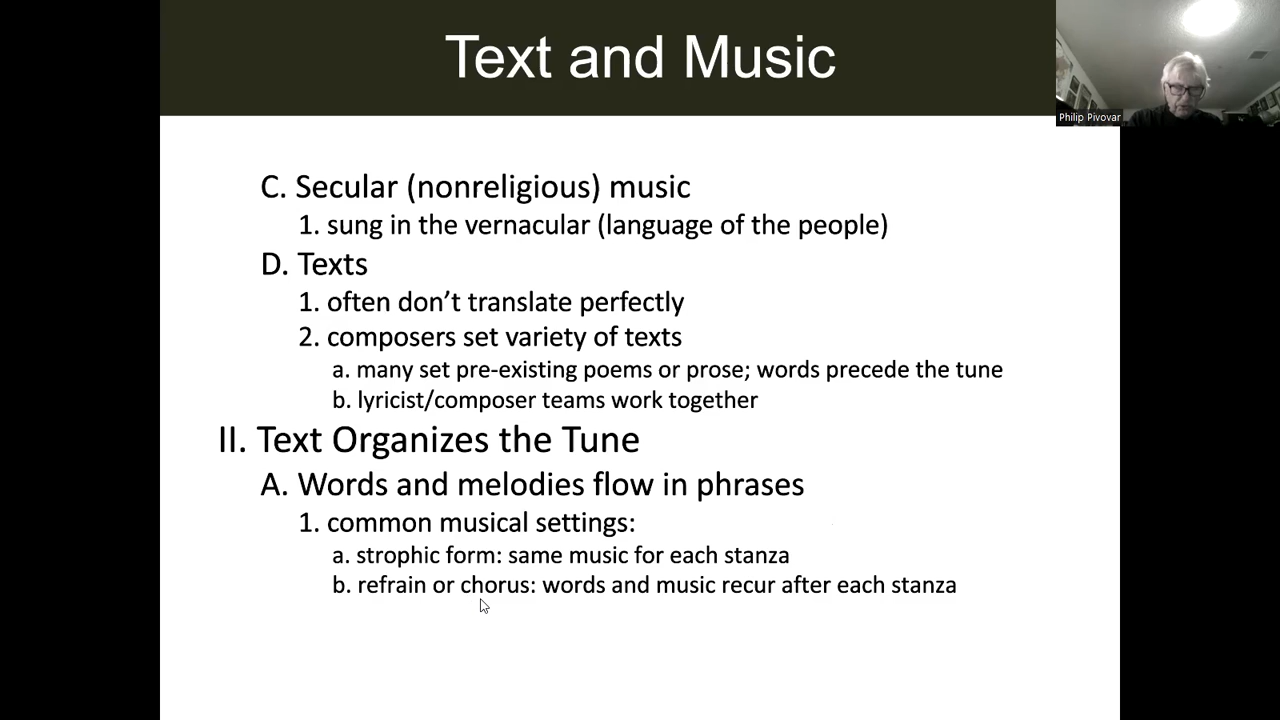 Text and Music
Philip Pivovar
C. Secular (nonreligious) music
1. sung in the vernacular (language of the people)
D. Texts
1. often don’t translate perfectly
2. composers set variety of texts
a. many set pre-existing poems or prose; words precede the tune
b. lyricist/composer teams work together
II. Text Organizes the Tune
A. Words and melodies flow in phrases
1. common musical settings:
a. strophic form: same music for each stanza
b. refrain or chorus: words and music recur after each stanza